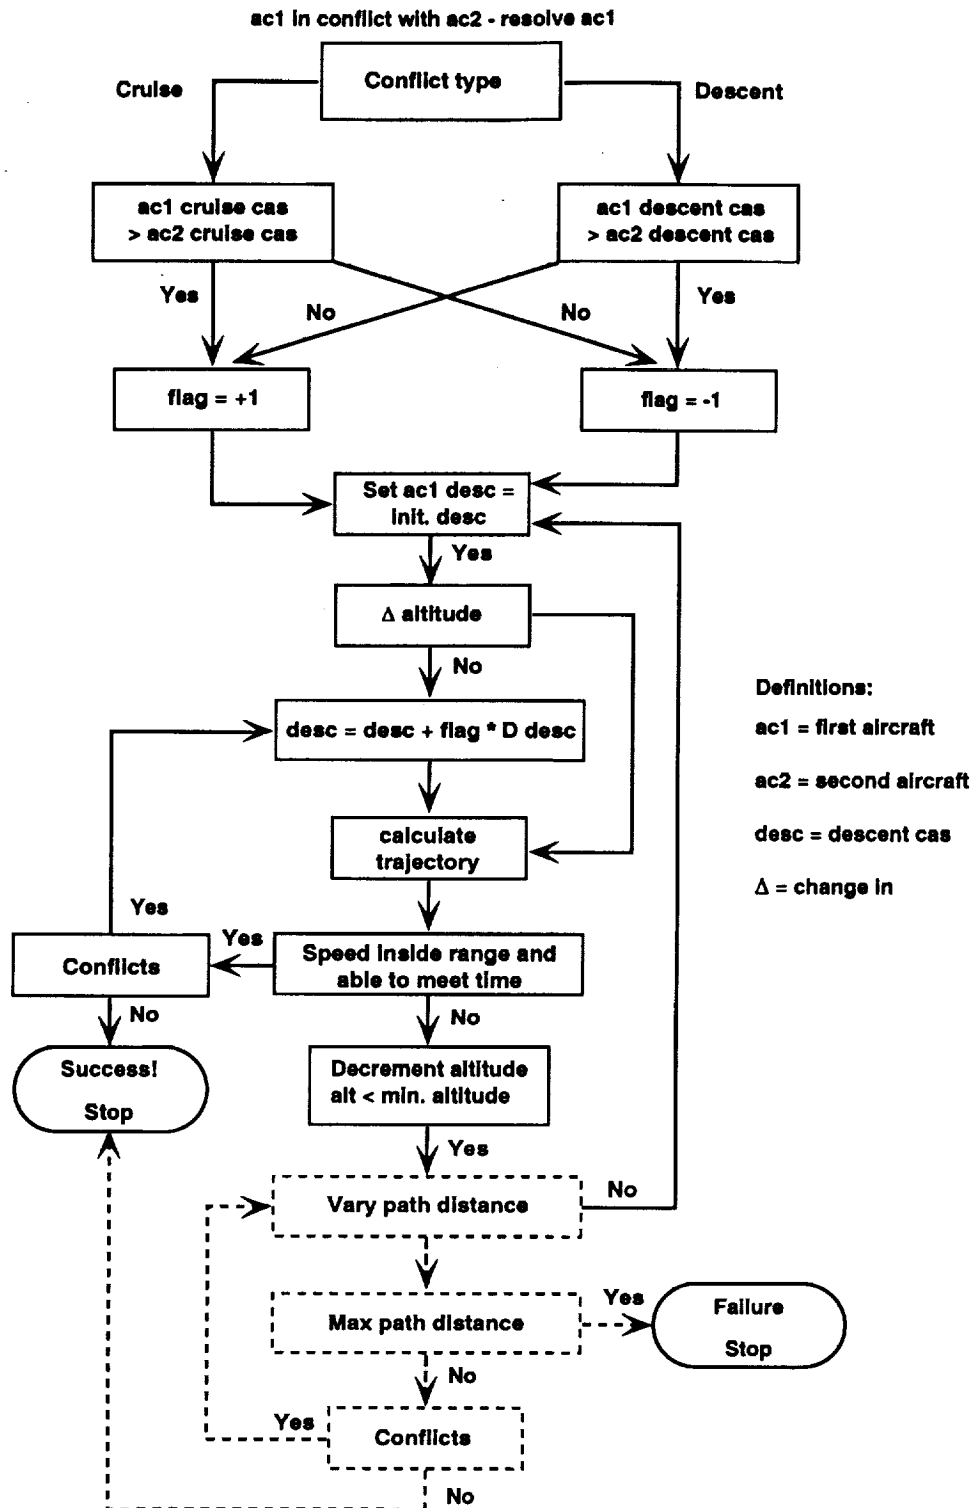 ac1 in conflict with ac2 - resolve ac1
Conflict type
Cruise
Descent
ac1 cruise cas
> ac2 cruise cas
ac1 descent cas
> ac2 descent cas
Yes
No
No
Yes
flag = +1
flag = -1
Set ac1 desc =
init. desc
Yes
Δ altitude
No
desc = desc + flag * D desc
calculate
trajectory
Definitions:
ac1 = first aircraft
ac2 = second aircraft
desc = descent cas
Δ = change in
Yes
Conflicts
Yes
Speed inside range and
able to meet time
No
No
Success!
Stop
Decrement altitude
alt < min. altitude
Yes
Vary path distance
No
Max path distance
Yes
Failure
Stop
No
Yes
Conflicts
No